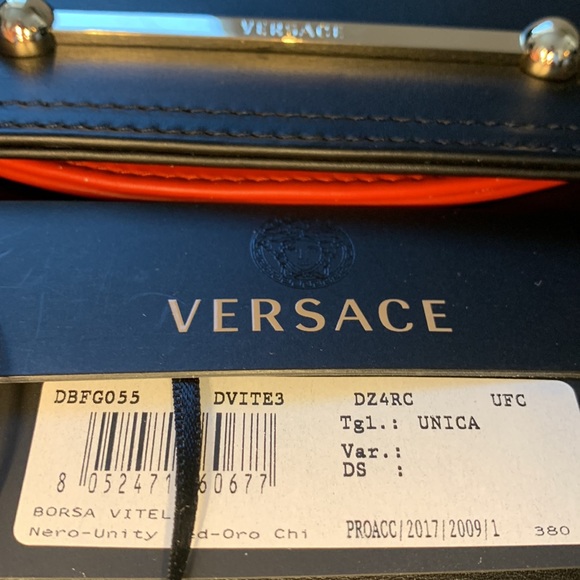 VERSACE
VERSACE
DBFG055 DVITE3 DZ4RC UFC
Tgl.: UNICA
Var.:
DS :
8 052471 60677
BORSA VITEL
Nero-Unity ed-Oro Chi
PROACC/2017/2009/1 380